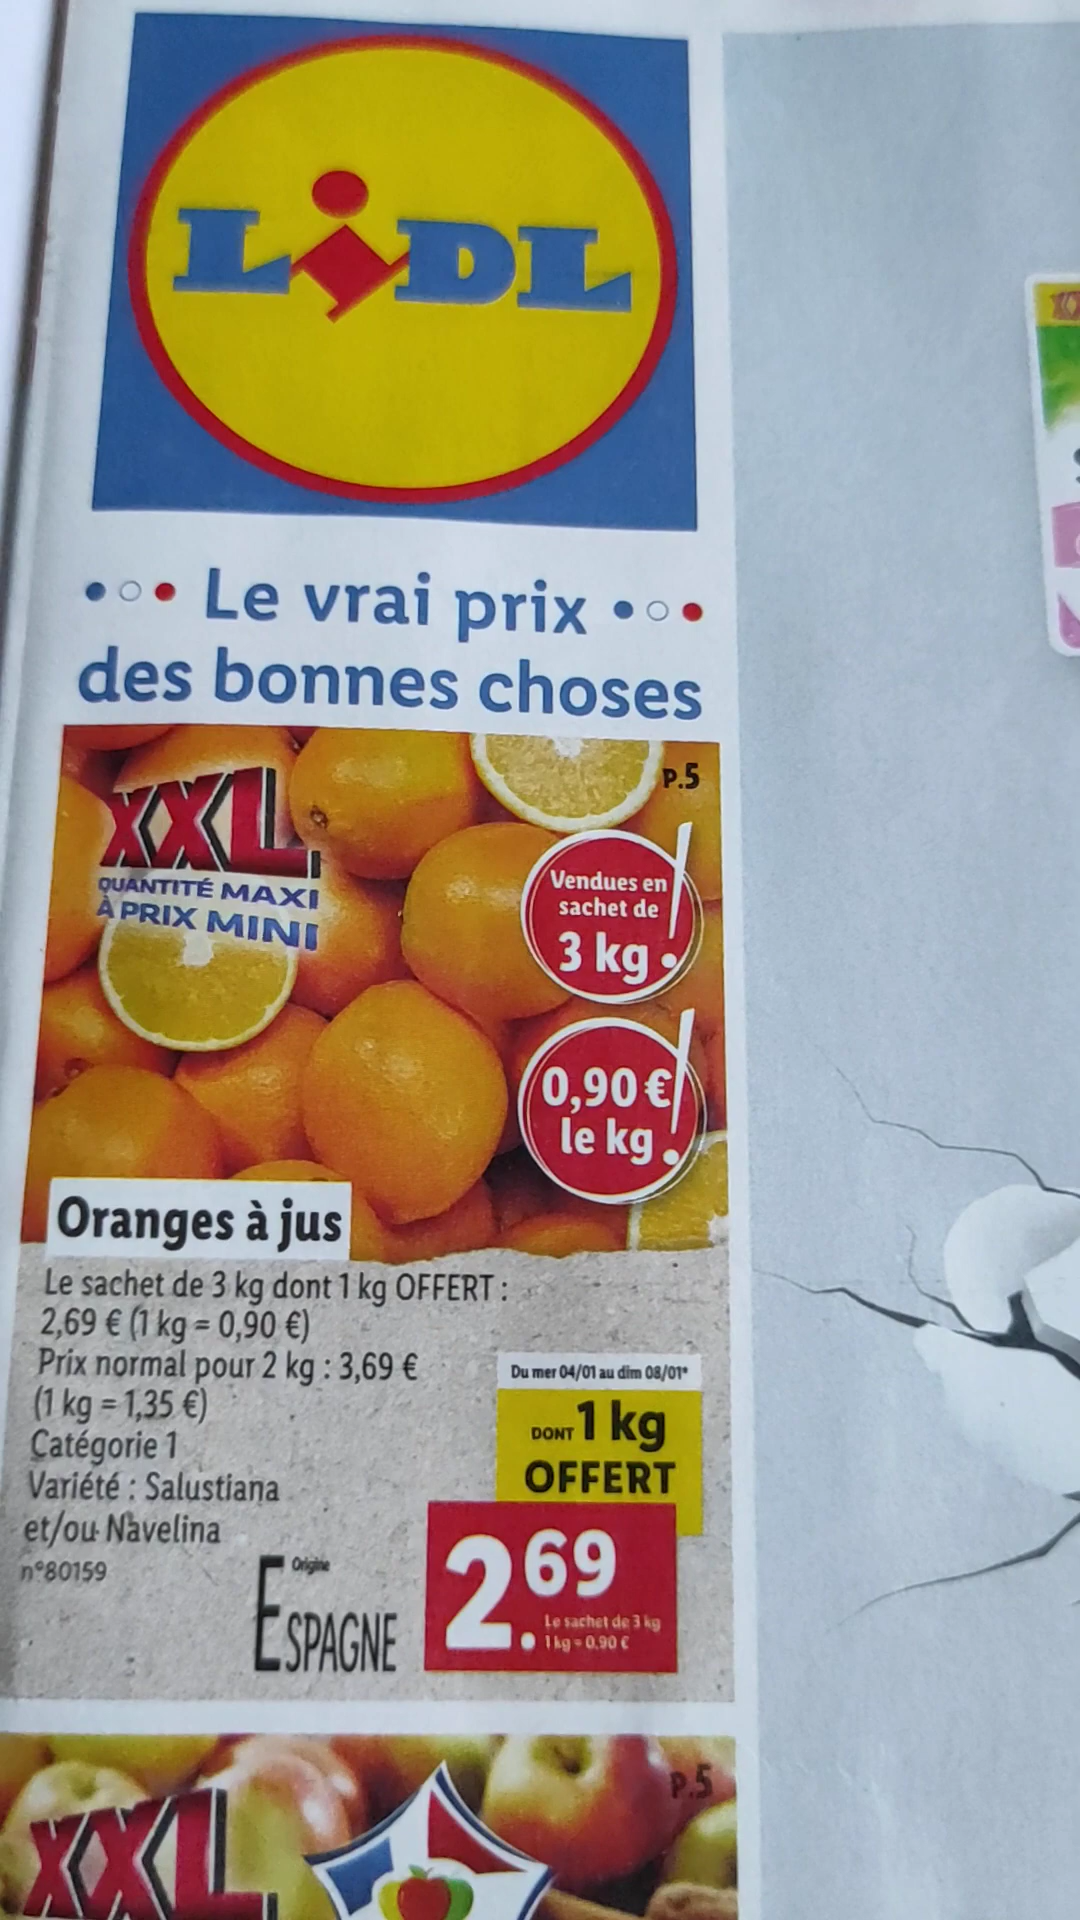 LiDL
Le vrai prix
des bonnes choses
P.5
XXL
QUANTITÉ MAXI
À PRIX MINI
Vendues en
sachet de
3 kg
0,90 €
le kg
Oranges à jus
Le sachet de 3 kg dont 1 kg OFFERT :
2,69 € (1 kg = 0,90 €)
Prix normal pour 2 kg : 3,69 €
(1 kg = 1,35 €)
Catégorie 1
Variété : Salustiana
et/ou Navelina
n°80159
Du mer 04/01 au dim 08/01*
DONT 1 kg
OFFERT
Origine
ESPAGNE
2.69
Le sachet de 3 kg
1 kg = 0,90 €
P.5
XXL